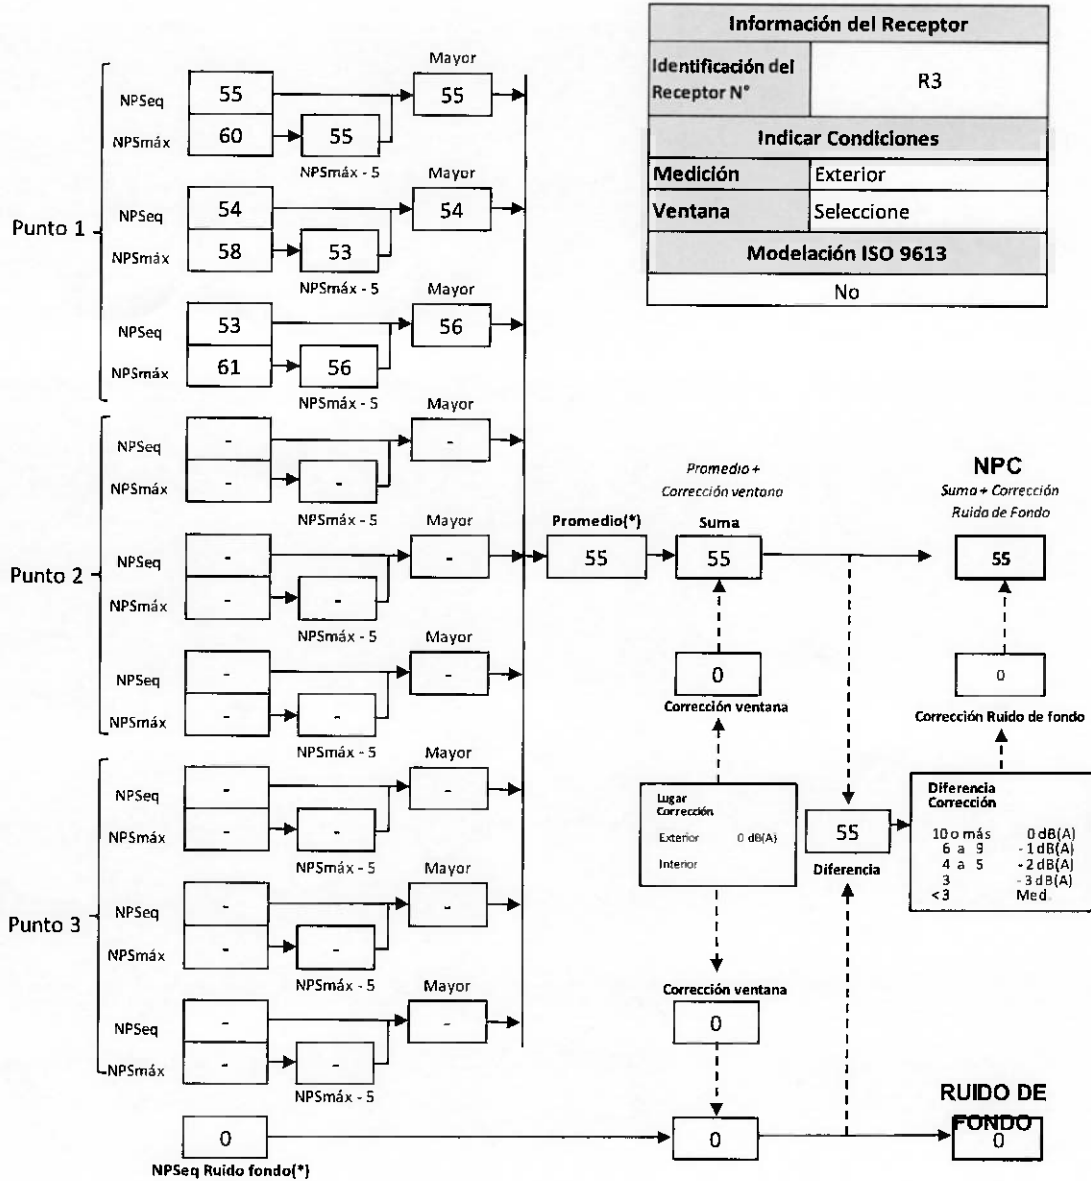 Información del Receptor
Identificación del
Receptor N°
R3
Indicar Condiciones
Medición Exterior
Ventana Seleccione
Modelación ISO 9613
No
Punto 1
Mayor
NPSeq 55 55
NPSmáx 60 55
NPSmáx - 5
Mayor
NPSeq 54 54
NPSmáx 58 53
NPSmáx - 5
Mayor
NPSeq 53 56
NPSmáx 61 56
NPSmáx - 5
Punto 2
Mayor
NPSeq - -
NPSmáx - -
NPSmáx - 5
Mayor
NPSeq - -
NPSmáx - -
NPSmáx - 5
Mayor
NPSeq - -
NPSmáx - -
NPSmáx - 5
Punto 3
Mayor
NPSeq - -
NPSmáx - -
NPSmáx - 5
Mayor
NPSeq - -
NPSmáx - -
NPSmáx - 5
Mayor
NPSeq - -
NPSmáx - -
NPSmáx - 5
0
NPSeq Ruido fondo(*)
Promedio(*)
55
Promedio +
Corrección ventana
Suma
55
0
Corrección ventana
Lugar
Corrección
Exterior 0 dB(A)
Interior
Corrección ventana
0
0
NPC
Suma + Corrección
Ruida de Fondo
55
0
Corrección Ruido de fondo
55
Diferencia
Diferencia
Corrección
10 o más 0 dB(A)
6 a 9 -1 dB(A)
4 a 5 -2 dB(A)
3 -3 dB(A)
<3 Med.
RUIDO DE
FONDO
0